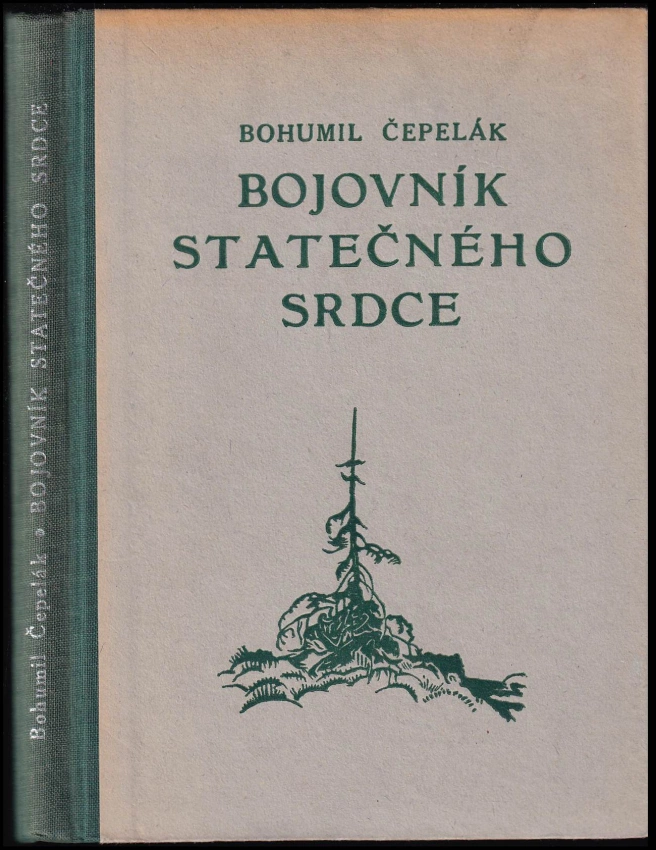 BOHUMIL ČEPELÁK
BOJOVNÍK
STATEČNÉHO
SRDCE
Bohumil Čepelák • BOJOVNÍK STATEČNÉHO SRDCE